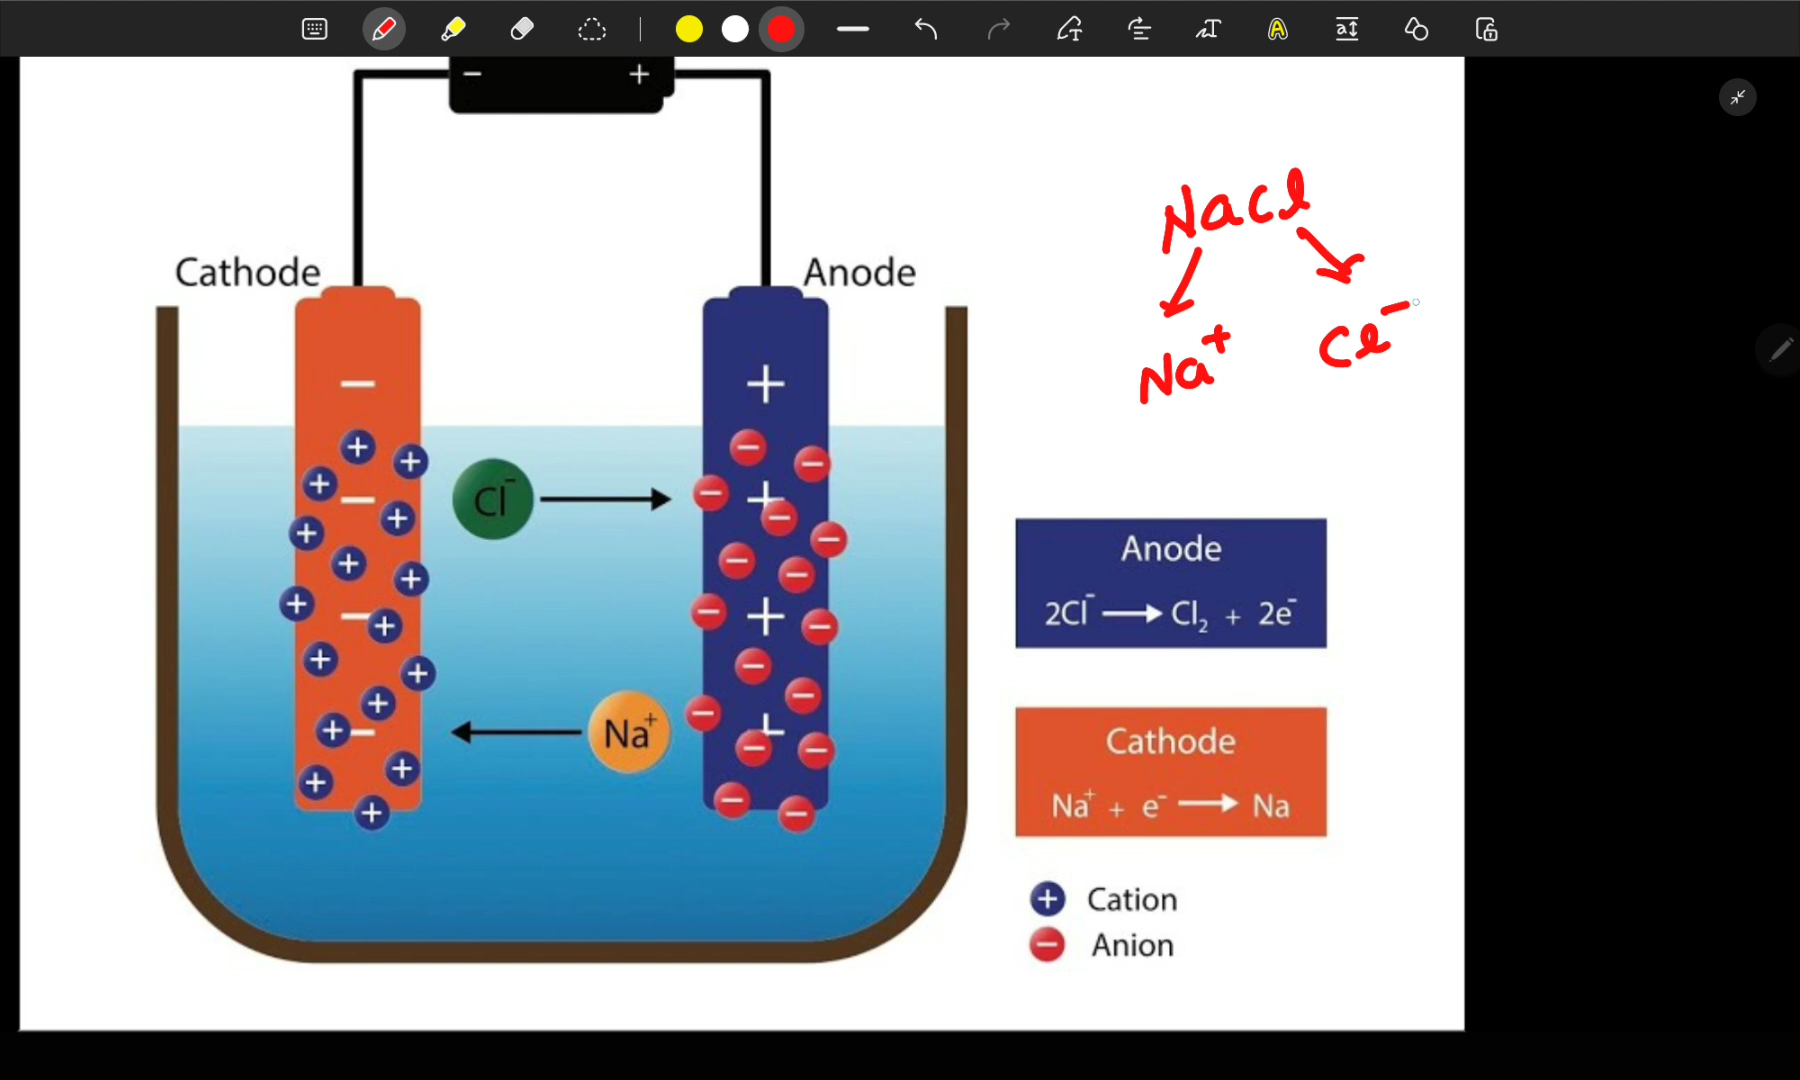 − +
NaCl
Cathode
Anode
Na⁺ Cl⁻
Cl⁻
Na⁺
Anode
2Cl⁻ → Cl₂ + 2e⁻
Cathode
Na⁺ + e⁻ → Na
+ Cation
− Anion